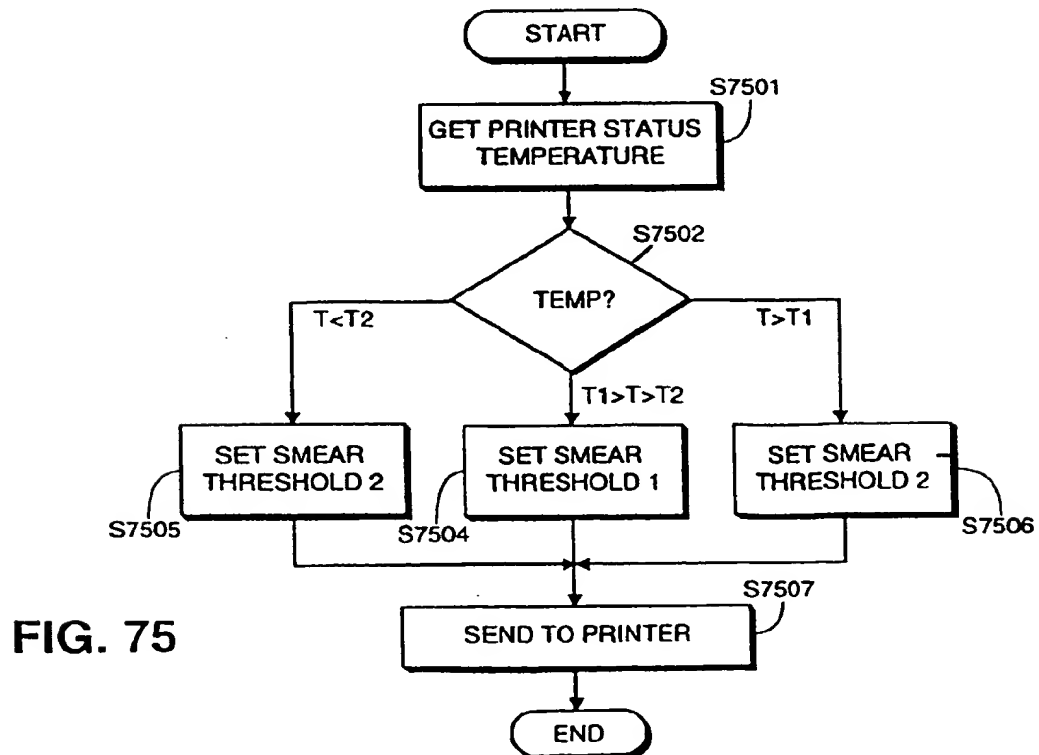 START
S7501
GET PRINTER STATUS
TEMPERATURE
S7502
TEMP?
T<T2
T>T1
T1>T>T2
SET SMEAR
THRESHOLD 2
SET SMEAR
THRESHOLD 1
SET SMEAR
THRESHOLD 2
S7505
S7504
S7506
S7507
SEND TO PRINTER
FIG. 75
END